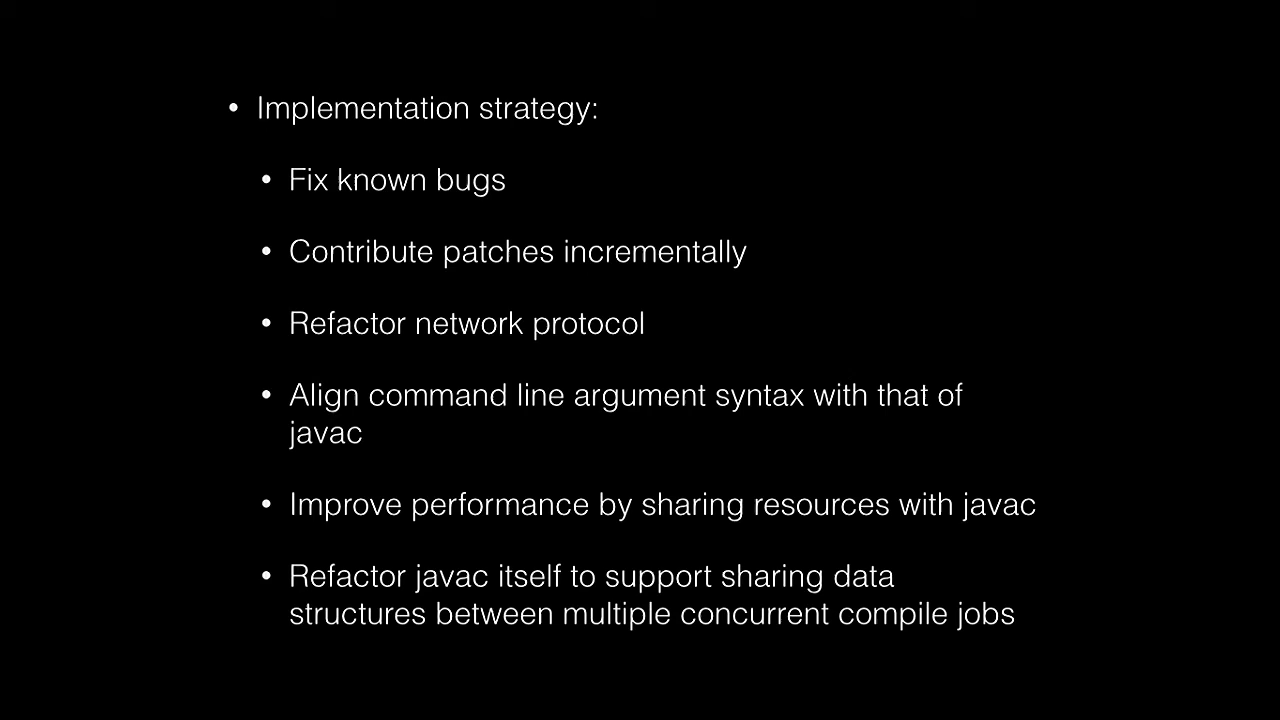 • Implementation strategy:
• Fix known bugs
• Contribute patches incrementally
• Refactor network protocol
• Align command line argument syntax with that of
javac
• Improve performance by sharing resources with javac
• Refactor javac itself to support sharing data
structures between multiple concurrent compile jobs